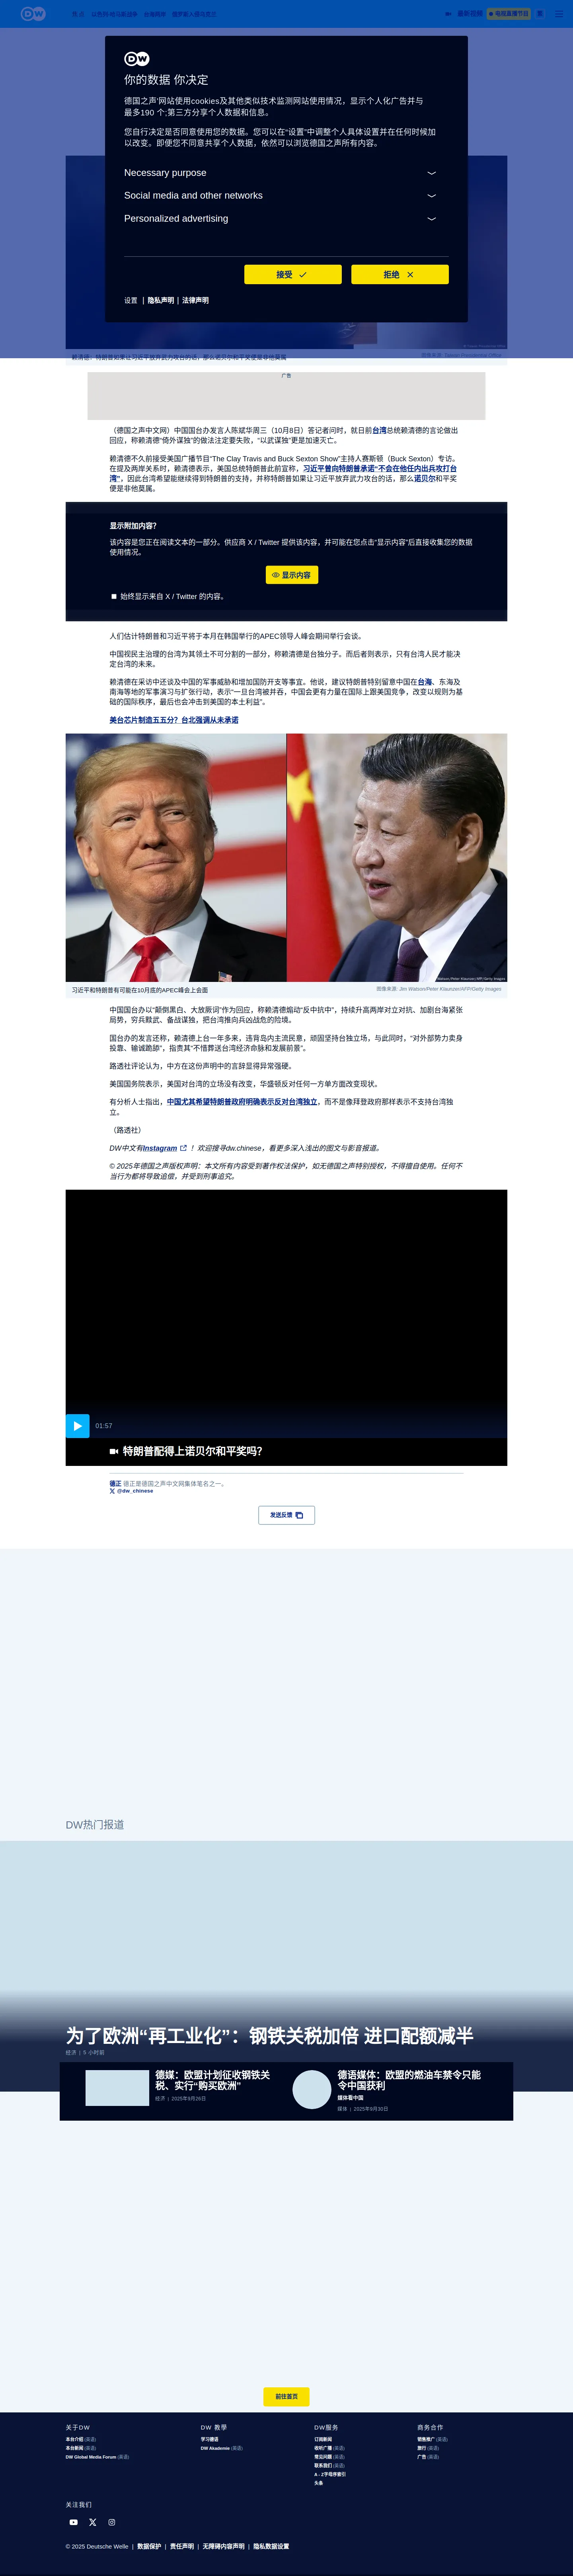 DW
热点
以色列-哈马斯战争
台海局势
俄罗斯入侵乌克兰
最新视频
电视直播节目
DW
你的数据 你决定
德国之声‘网站使用cookies及其他类似技术监测网站使用情况，显示个人化广告并与
最多190 个;第三方分享个人数据和信息。
您自行决定是否同意使用您的数据。您可以在“设置”中调整个人具体设置并在任何时候加
以改变。即便您不同意共享个人数据，依然可以浏览德国之声所有内容。
Necessary purpose
Social media and other networks
Personalized advertising
接受
拒绝
设置 | 隐私声明 | 法律声明
赖清德：特朗普如果让习近平放弃武力攻台的话，那么诺贝尔和平奖便是非他莫属
图像来源: Taiwan Presidential Office
广告
（德国之声中文网）中国国台办发言人陈斌华周三（10月8日）答记者问时，就日前台湾总统赖清德的言论做出
回应，称赖清德“倚外谋独”的做法注定要失败，“以武谋独”更是加速灭亡。
赖清德不久前接受美国广播节目“The Clay Travis and Buck Sexton Show”主持人赛斯顿（Buck Sexton）专访。
在提及两岸关系时，赖清德表示，美国总统特朗普此前宣称，习近平曾向特朗普承诺“不会在他任内出兵攻打台
湾”，因此台湾希望能继续得到特朗普的支持，并称特朗普如果让习近平放弃武力攻台的话，那么诺贝尔和平奖
便是非他莫属。
显示附加内容？
该内容是您正在阅读文本的一部分。供应商 X / Twitter 提供该内容，并可能在您点击“显示内容”后直接收集您的数据
使用情况。
显示内容
始终显示来自 X / Twitter 的内容。
人们估计特朗普和习近平将于本月在韩国举行的APEC领导人峰会期间举行会谈。
中国视民主治理的台湾为其领土不可分割的一部分，称赖清德是台独分子。而后者则表示，只有台湾人民才能决
定台湾的未来。
赖清德在采访中还谈及中国的军事威胁和增加国防开支等事宜。他说，建议特朗普特别留意中国在台海、东海及
南海等地的军事演习与扩张行动，表示“一旦台湾被并吞，中国会更有力量在国际上跟美国竞争，改变以规则为基
础的国际秩序，最后也会冲击到美国的本土利益”。
美台芯片制造五五分？台北强调从未承诺
习近平和特朗普有可能在10月底的APEC峰会上会面
图像来源: Jim Watson/Peter Klaunzer/AFP/Getty Images
中国国台办以“颠倒黑白、大放厥词”作为回应，称赖清德煽动“反中抗中”，持续升高两岸对立对抗、加剧台海紧张
局势，穷兵黩武、备战谋独，把台湾推向兵凶战危的险境。
国台办的发言还称，赖清德上台一年多来，违背岛内主流民意，顽固坚持台独立场，与此同时，“对外部势力卖身
投靠、输诚跪舔”，指责其“不惜葬送台湾经济命脉和发展前景”。
路透社评论认为，中方在这份声明中的言辞显得异常强硬。
美国国务院表示，美国对台湾的立场没有改变，华盛顿反对任何一方单方面改变现状。
有分析人士指出，中国尤其希望特朗普政府明确表示反对台湾独立，而不是像拜登政府那样表示不支持台湾独
立。
（路透社）
DW中文有Instagram ！欢迎搜寻dw.chinese，看更多深入浅出的图文与影音报道。
© 2025年德国之声版权声明：本文所有内容受到著作权法保护，如无德国之声特别授权，不得擅自使用。任何不
当行为都将导致追偿，并受到刑事追究。
01:57
特朗普配得上诺贝尔和平奖吗？
德正 德正是德国之声中文网集体笔名之一。
@dw_chinese
发送反馈
DW热门报道
为了欧洲“再工业化”：钢铁关税加倍 进口配额减半
经济 | 5 小时前
德媒：欧盟计划征收钢铁关
税、实行“购买欧洲”
经济 | 2025年9月26日
德语媒体：欧盟的燃油车禁令只能
令中国获利
媒体看中国
媒体 | 2025年9月30日
前往首页
关于DW
本台介绍 (英语)
本台新闻 (英语)
DW Global Media Forum (英语)
DW 教學
学习德语
DW Akademie (英语)
DW服务
订阅新闻
收听广播 (英语)
常见问题 (英语)
联系我们 (英语)
A - Z字母序索引
头条
商务合作
销售推广 (英语)
旅行 (英语)
广告 (英语)
关注我们
© 2025 Deutsche Welle | 数据保护 | 责任声明 | 无障碍内容声明 | 隐私数据设置